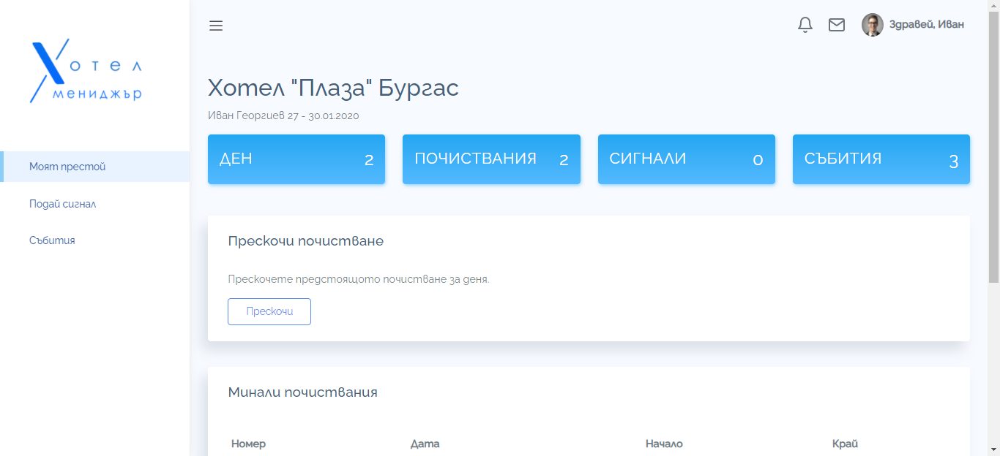 Хотел
мениджър
Здравей, Иван
Хотел "Плаза" Бургас
Иван Георгиев 27 - 30.01.2020
ДЕН 2
ПОЧИСТВАНИЯ 2
СИГНАЛИ 0
СЪБИТИЯ 3
Моят престой
Подай сигнал
Събития
Прескочи почистване
Прескочете предстоящото почистване за деня.
Прескочи
Минали почиствания
Номер Дата Начало Край